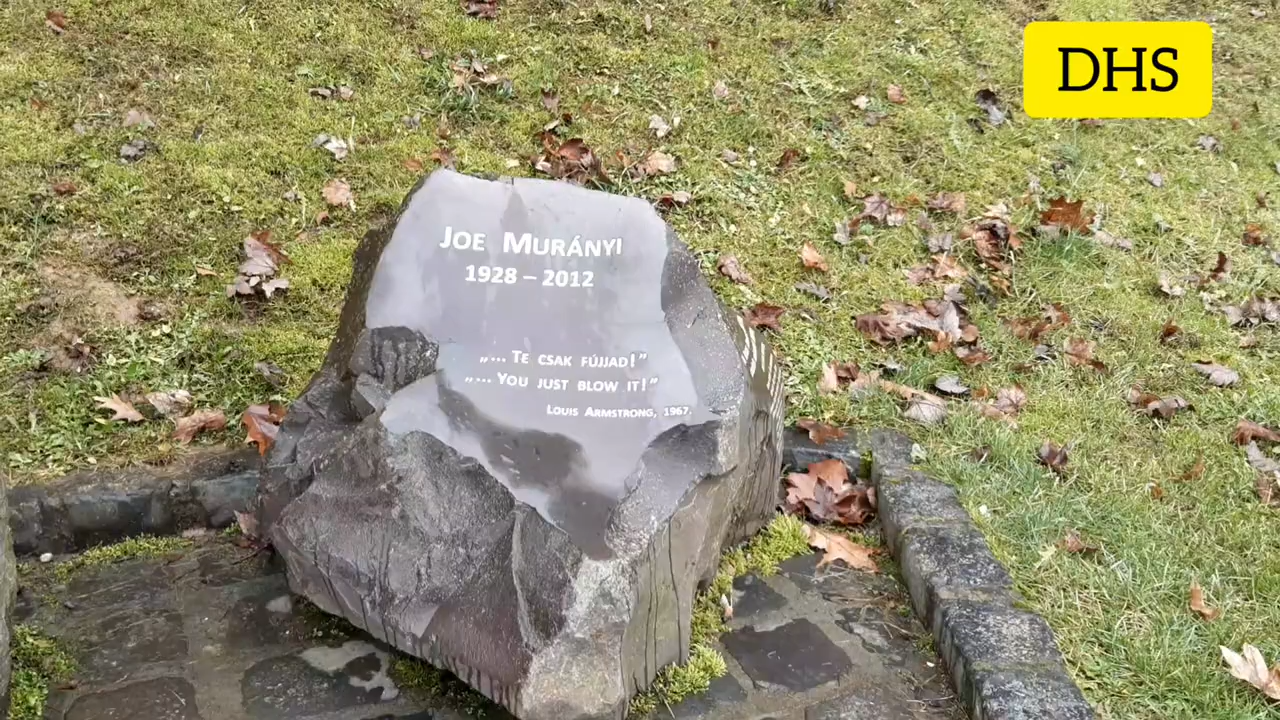 DHS
JOE MURÁNYI
1928 – 2012
„... TE CSAK FÚJJAD!”
„... YOU JUST BLOW IT!”
LOUIS ARMSTRONG, 1967.